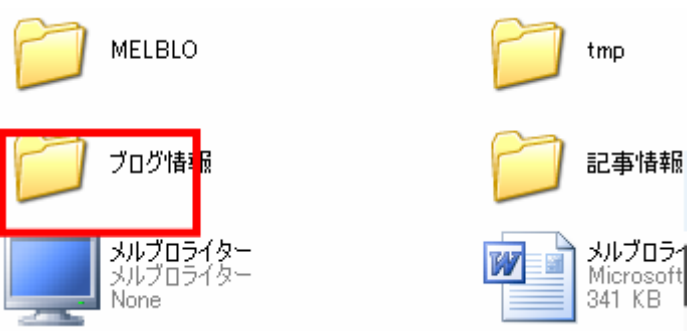 MELBLO
tmp
ブログ情報
記事情報
メルブロライター
メルブロライター
None
メルブロライ
Microsoft
341 KB